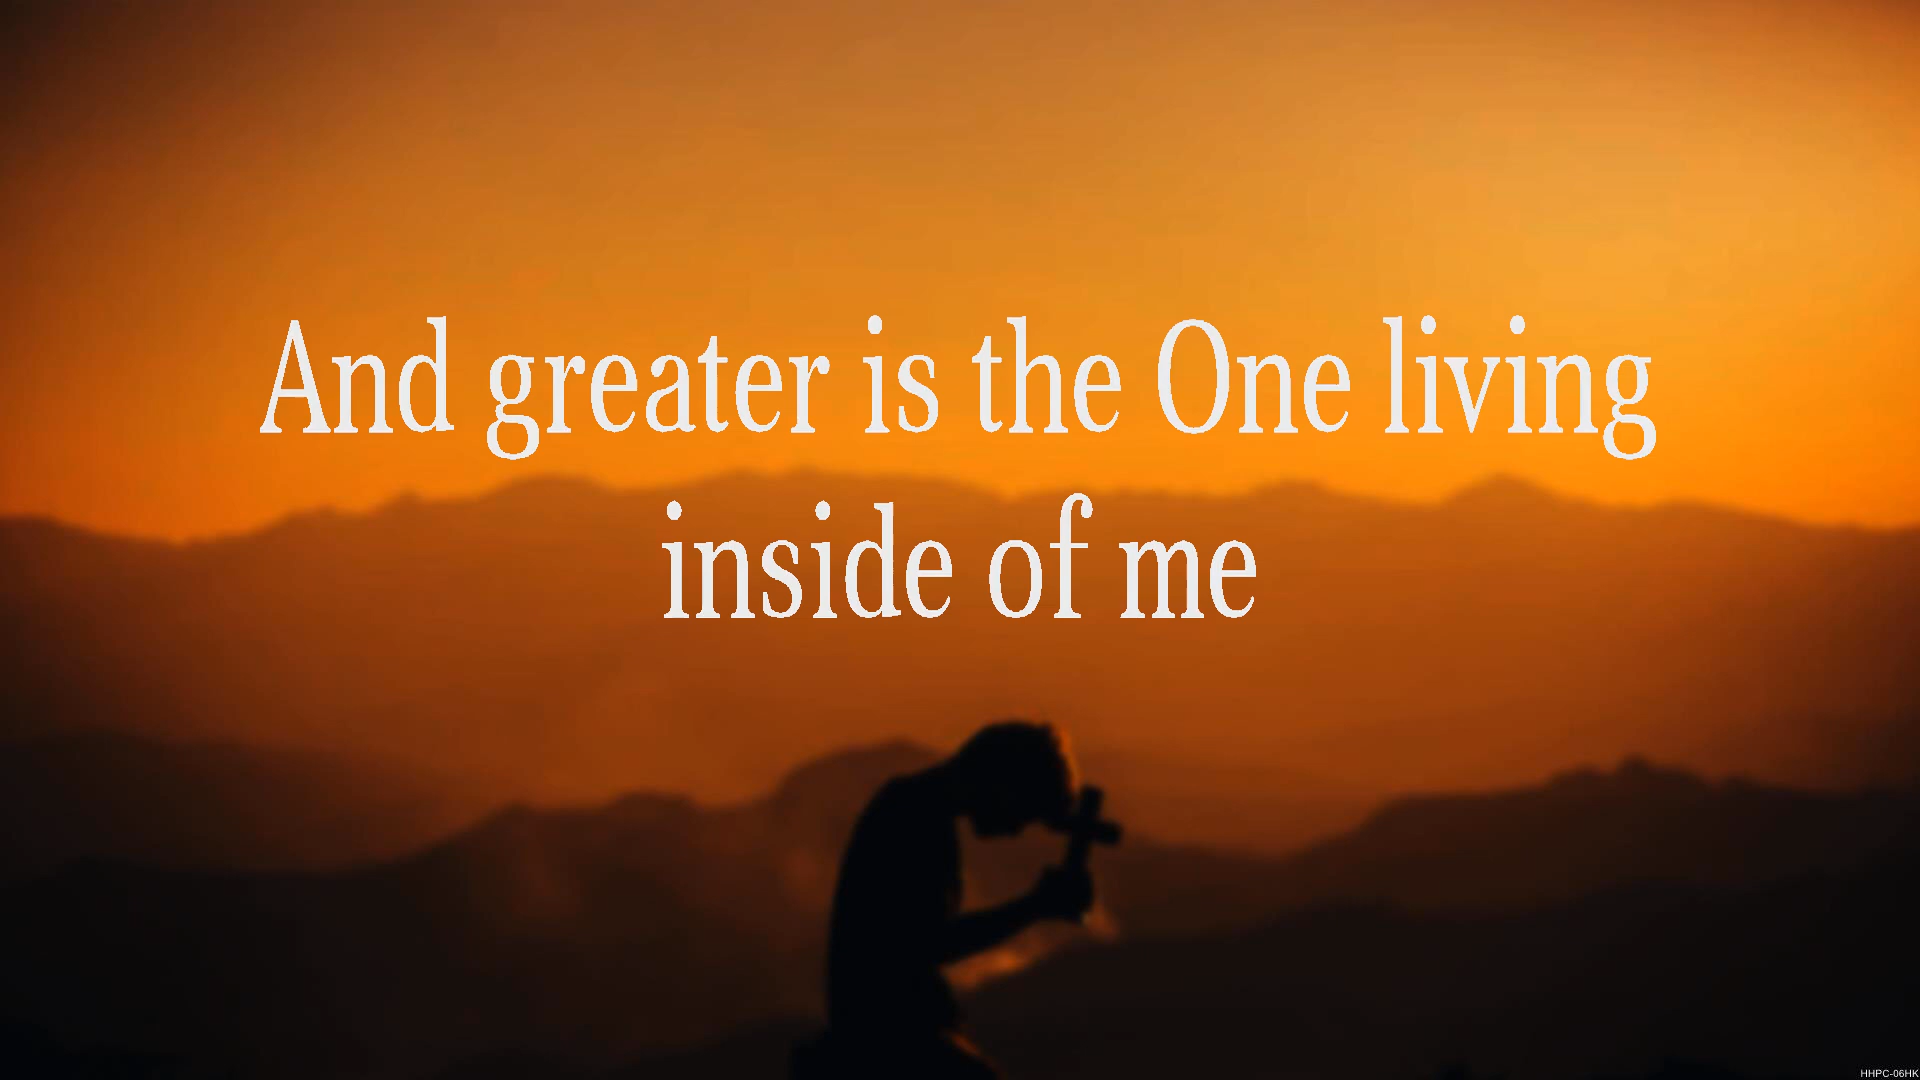 And greater is the One living
inside of me
HHPC-06HK